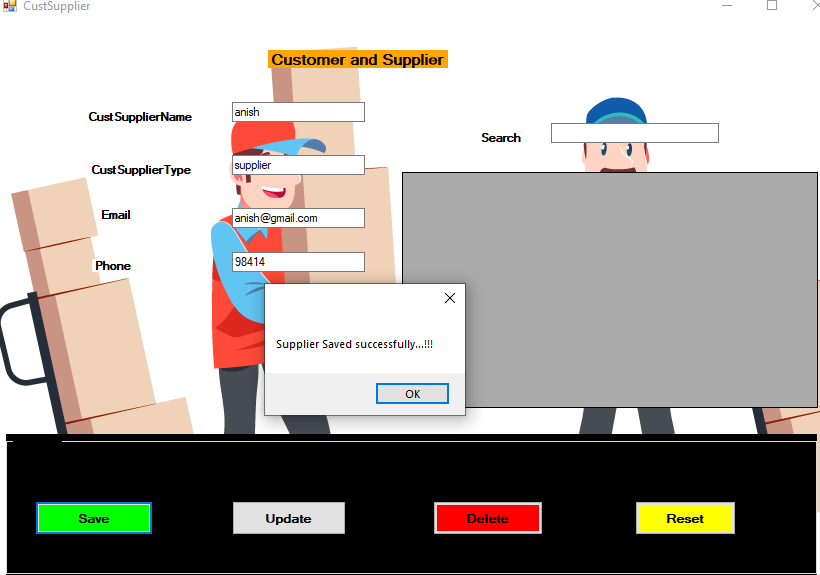 CustSupplier
Customer and Supplier
CustSupplierName
anish
Search
CustSupplierType
supplier
Email
anish@gmail.com
Phone
98414
Supplier Saved successfully...!!!
OK
Save
Update
Delete
Reset